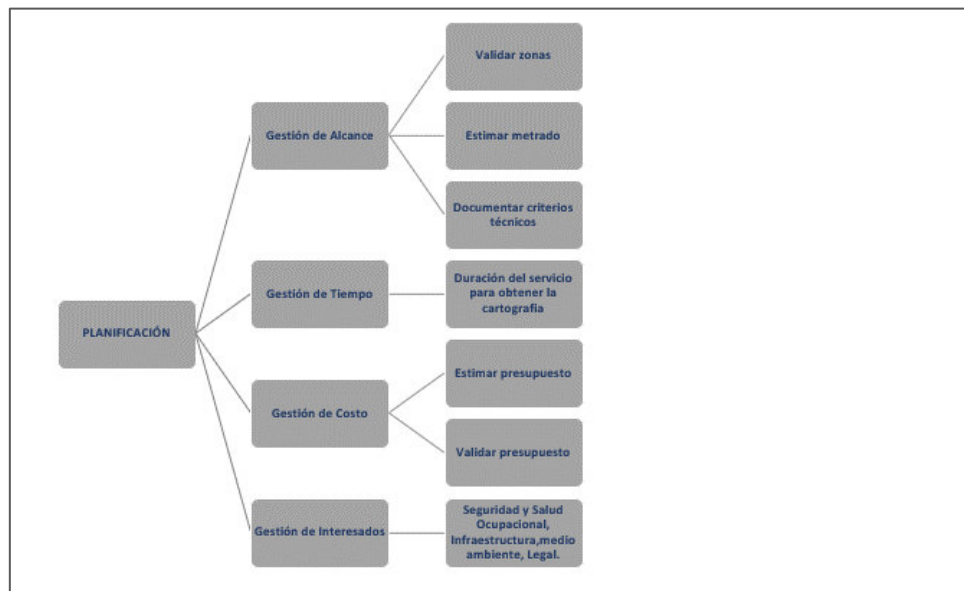 PLANIFICACIÓN
Gestión de Alcance
Validar zonas
Estimar metrado
Documentar criterios
técnicos
Gestión de Tiempo
Duración del servicio
para obtener la
cartografia
Gestión de Costo
Estimar presupuesto
Validar presupuesto
Gestión de Interesados
Seguridad y Salud
Ocupacional,
Infraestructura,medio
ambiente, Legal.